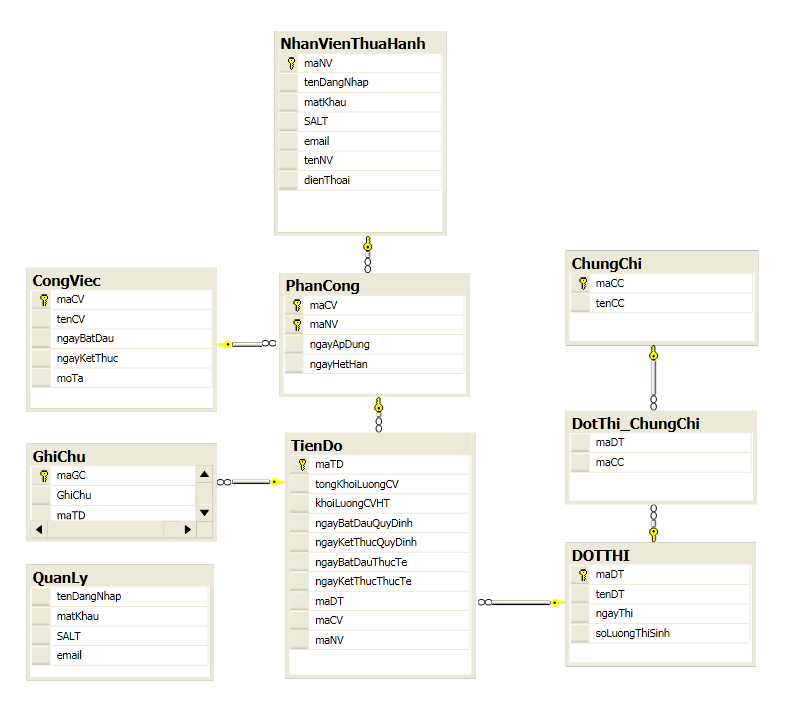 NhanVienThuaHanh
maNV
tenDangNhap
matKhau
SALT
email
tenNV
dienThoai
CongViec
maCV
tenCV
ngayBatDau
ngayKetThuc
moTa
PhanCong
maCV
maNV
ngayApDung
ngayHetHan
ChungChi
maCC
tenCC
DotThi_ChungChi
maDT
maCC
GhiChu
maGC
GhiChu
maTD
TienDo
maTD
tongKhoiLuongCV
khoiLuongCVHT
ngayBatDauQuyDinh
ngayKetThucQuyDinh
ngayBatDauThucTe
ngayKetThucThucTe
maDT
maCV
maNV
DOTTHI
maDT
tenDT
ngayThi
soLuongThiSinh
QuanLy
tenDangNhap
matKhau
SALT
email